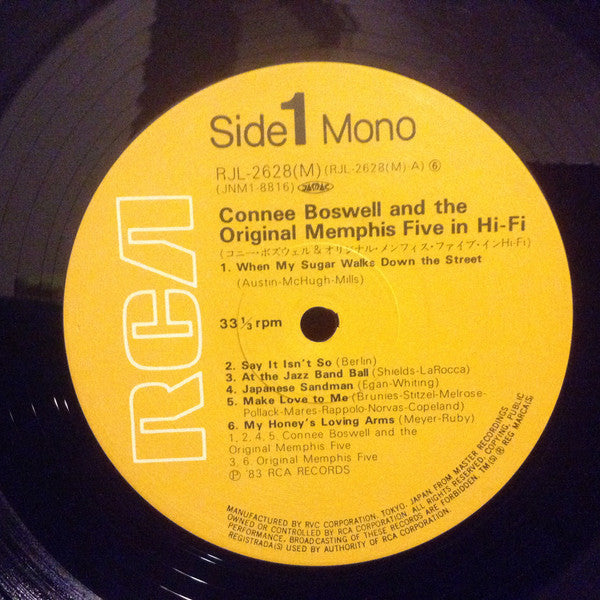 Side 1 Mono
RJL-2628(M) (RJL-2628(M) A) ⑥
(JNM1-8816) JASRAC
Connee Boswell and the
Original Memphis Five in Hi-Fi
(コニー・ボズウェル&オリジナル・メンフィス・ファイブ・インHi-Fi)
1. When My Sugar Walks Down the Street
(Austin-McHugh-Mills)
33 1/3 rpm
2. Say It Isn't So (Berlin)
3. At the Jazz Band Ball (Shields-LaRocca)
4. Japanese Sandman (Egan-Whiting)
5. Make Love to Me (Brunies-Stitzel-Melrose-
Pollack-Mares-Rappolo-Norvas-Copeland)
6. My Honey's Loving Arms (Meyer-Ruby)
1, 2, 4, 5 Connee Boswell and the
Original Memphis Five
3, 6. Original Memphis Five
Ⓟ '83 RCA RECORDS
RCA
MANUFACTURED BY RVC CORPORATION, TOKYO, JAPAN, FROM MASTER RECORDINGS
OWNED OR CONTROLLED BY RCA CORPORATION. ALL RIGHTS RESERVED, COPYING, PUBLIC
PERFORMANCE, BROADCASTING OF THESE RECORDS ARE FORBIDDEN. TM(S) ® REG MARCA(S)
REGISTRADA(S) USED BY AUTHORITY OF RCA CORPORATION.